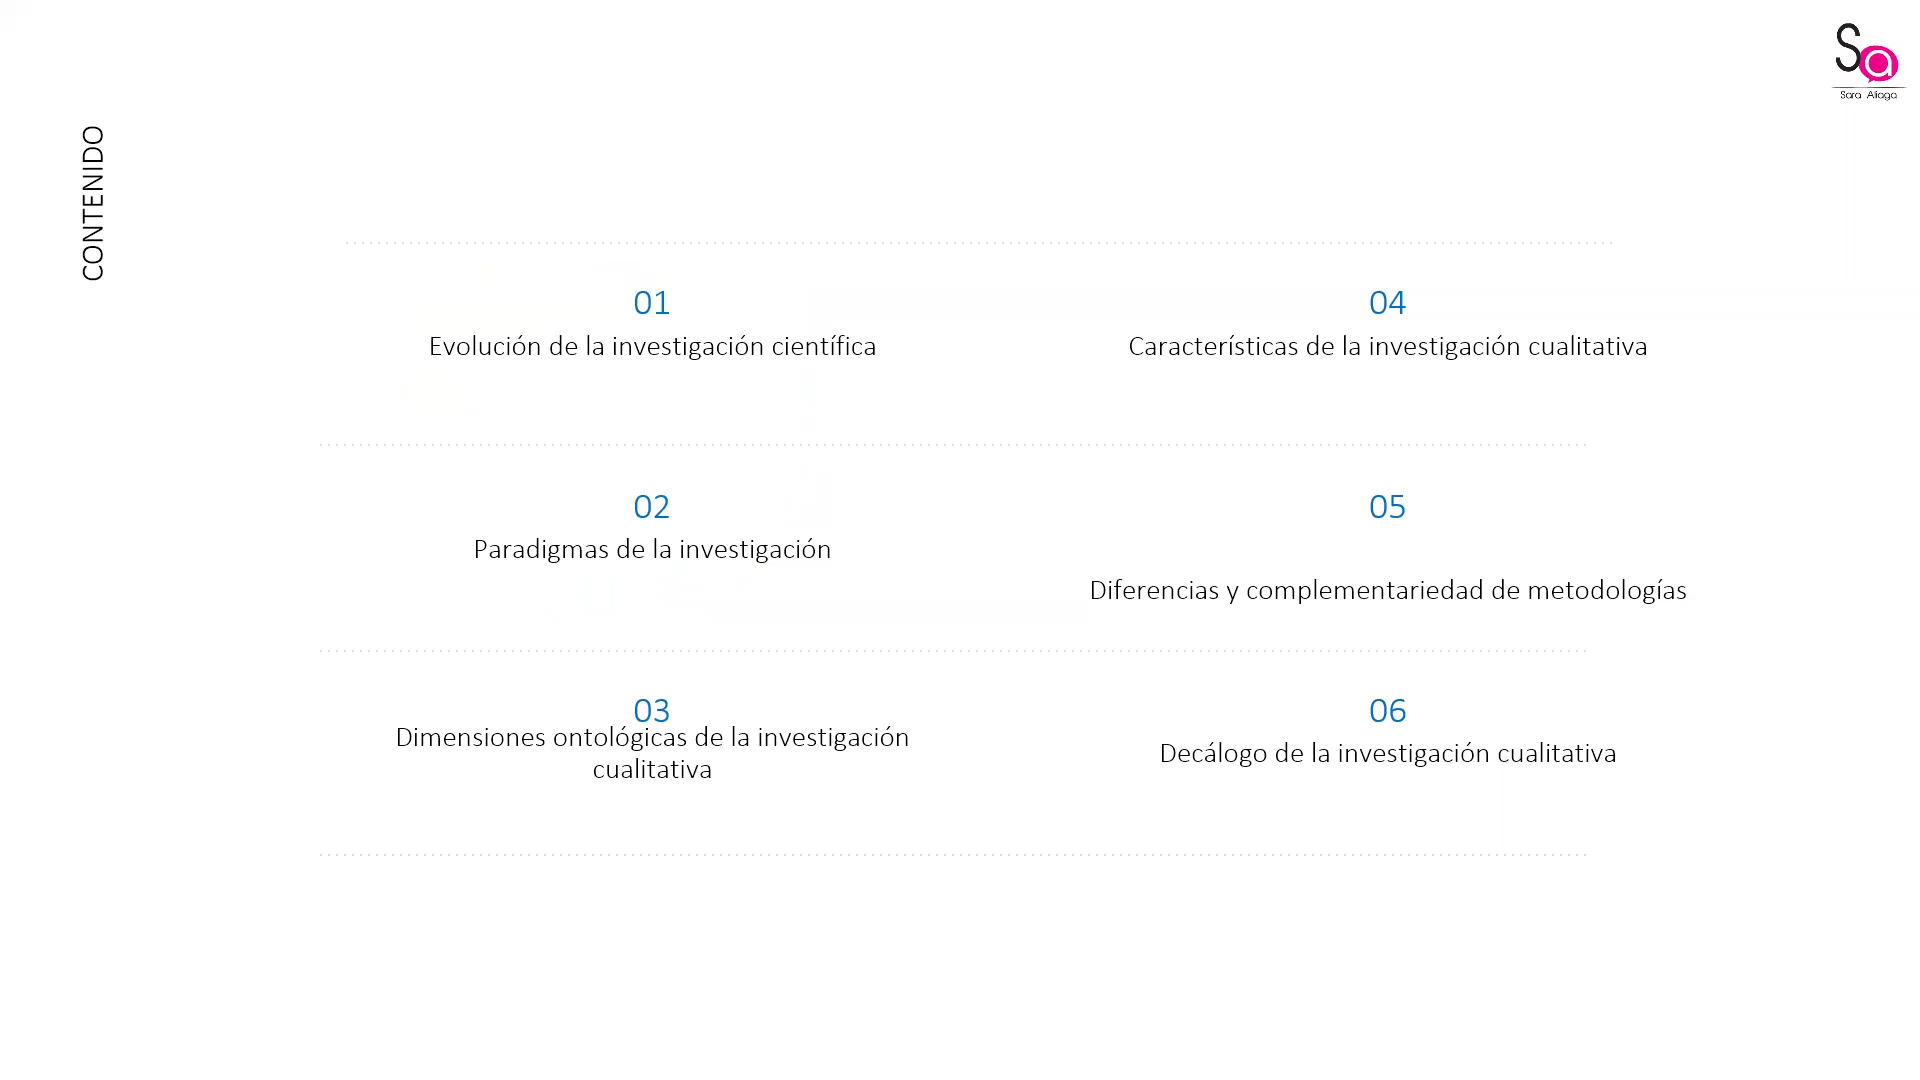 Sa
Sara Aliaga
CONTENIDO
01
Evolución de la investigación científica
02
Paradigmas de la investigación
03
Dimensiones ontológicas de la investigación
cualitativa
04
Características de la investigación cualitativa
05
Diferencias y complementariedad de metodologías
06
Decálogo de la investigación cualitativa